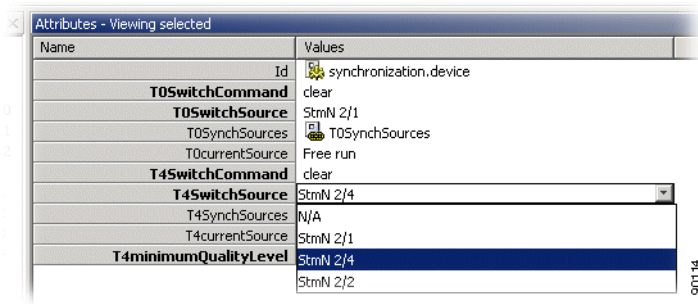 Attributes - Viewing selected
Name Values
Id synchronization.device
T0SwitchCommand clear
T0SwitchSource StmN 2/1
T0SynchSources T0SynchSources
T0currentSource Free run
T4SwitchCommand clear
T4SwitchSource StmN 2/4
T4SynchSources N/A
T4currentSource StmN 2/1
T4minimumQualityLevel StmN 2/4
StmN 2/2